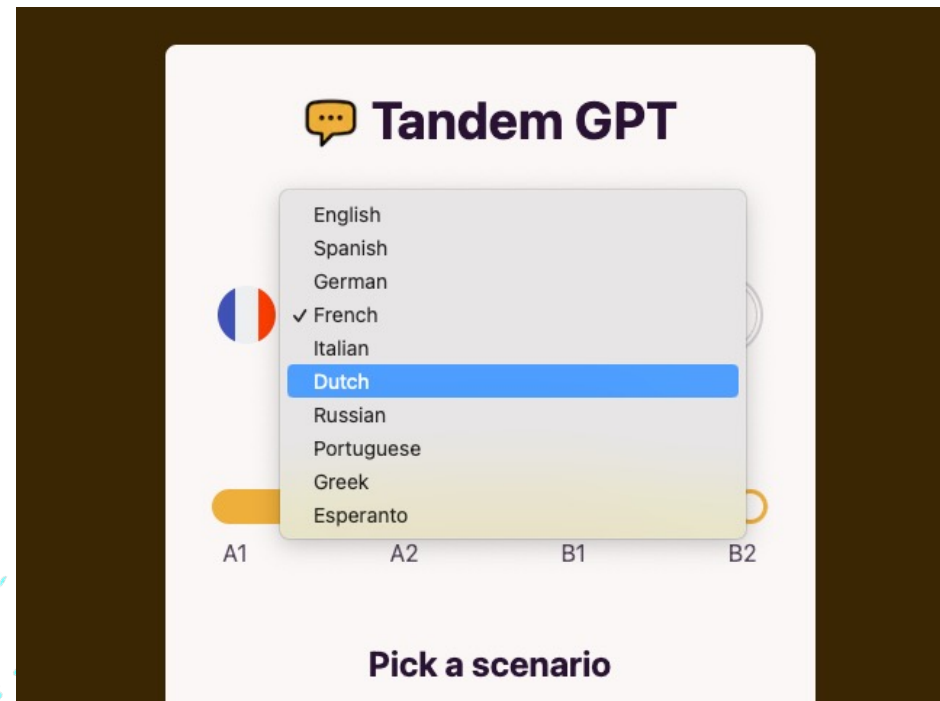 Tandem GPT
English
Spanish
German
✓ French
Italian
Dutch
Russian
Portuguese
Greek
Esperanto
A1 A2 B1 B2
Pick a scenario